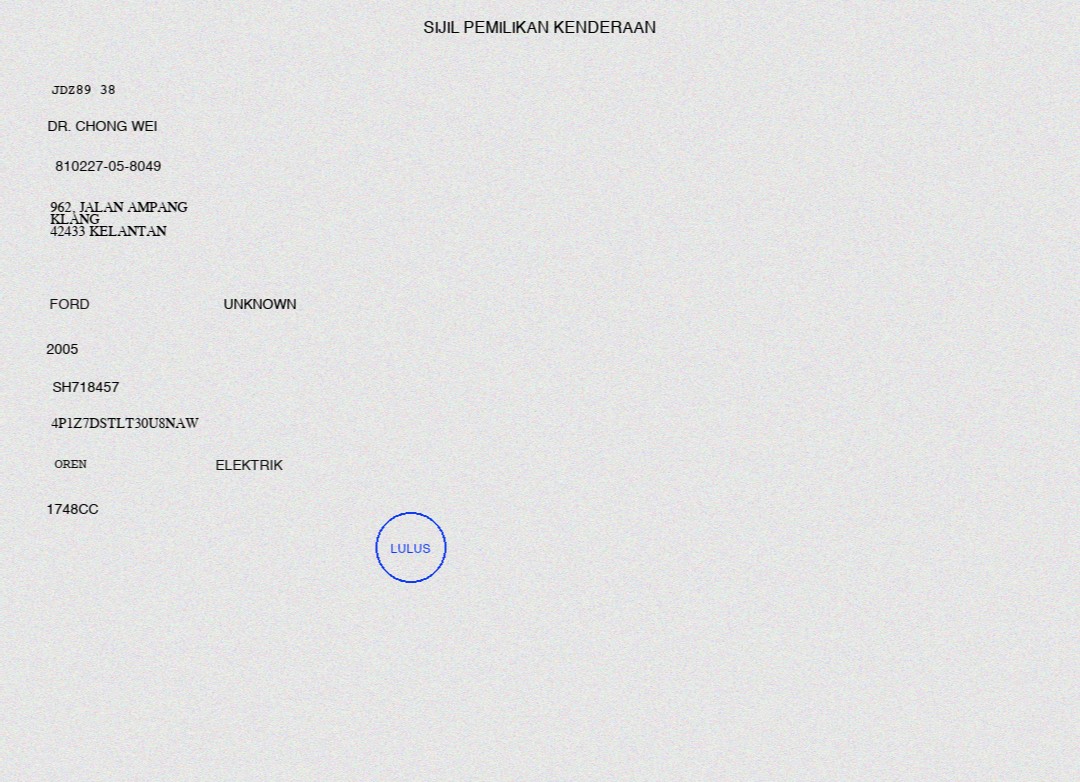 SIJIL PEMILIKAN KENDERAAN
JDZ89 38
DR. CHONG WEI
810227-05-8049
962, JALAN AMPANG
KLANG
42433 KELANTAN
FORD UNKNOWN
2005
SH718457
4P1Z7DSTLT30U8NAW
OREN ELEKTRIK
1748CC
LULUS